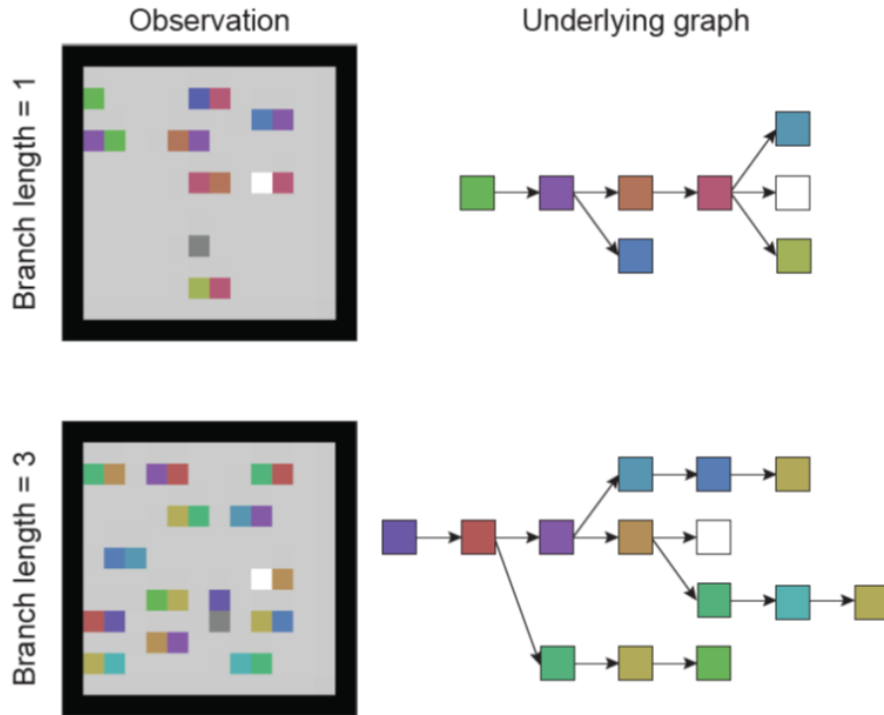 Observation
Underlying graph
Branch length = 1
Branch length = 3